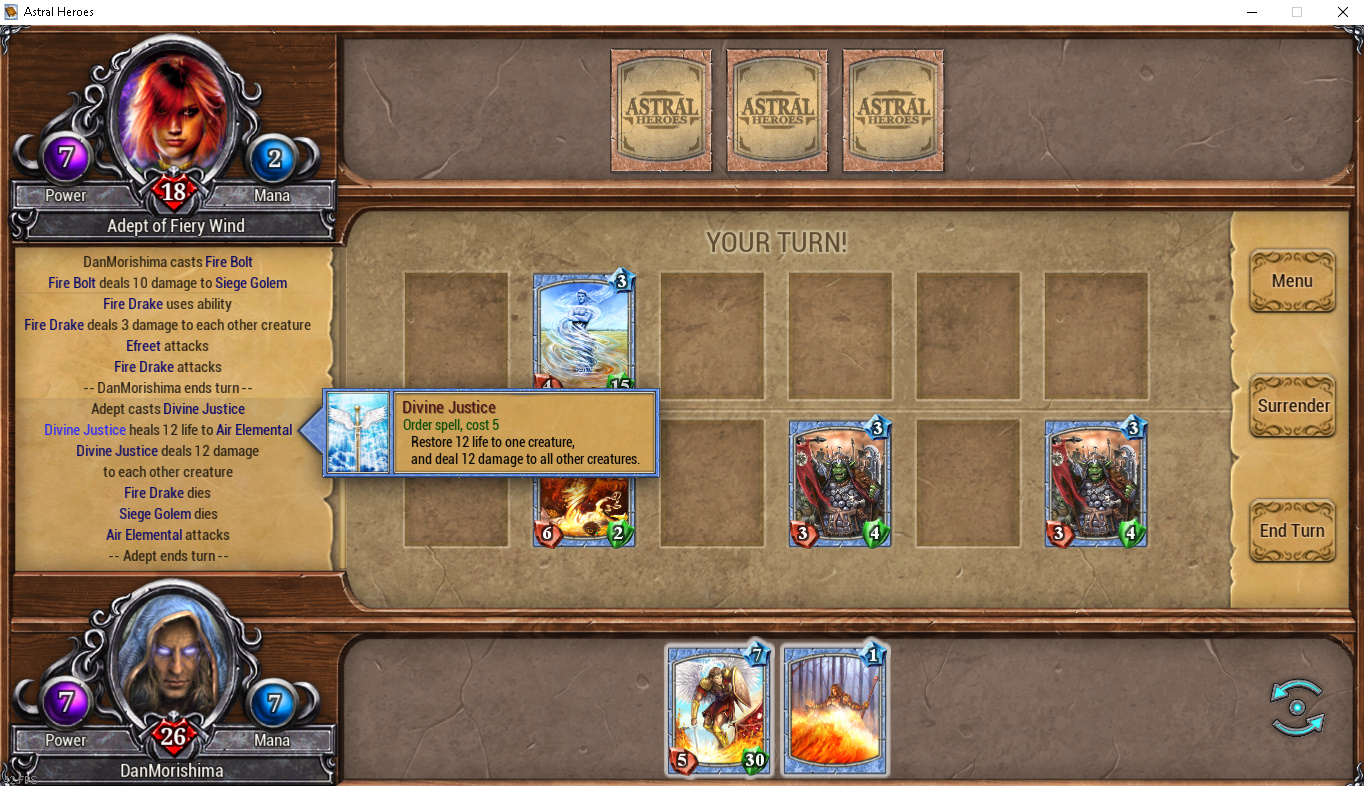 Astral Heroes
7
2
Power
18
Mana
Adept of Fiery Wind
ASTRAL
HEROES
ASTRAL
HEROES
ASTRAL
HEROES
YOUR TURN!
DanMorishima casts Fire Bolt
Fire Bolt deals 10 damage to Siege Golem
Fire Drake uses ability
Fire Drake deals 3 damage to each other creature
Efreet attacks
Fire Drake attacks
-- DanMorishima ends turn --
Adept casts Divine Justice
Divine Justice heals 12 life to Air Elemental
Divine Justice deals 12 damage
to each other creature
Fire Drake dies
Siege Golem dies
Air Elemental attacks
-- Adept ends turn --
3
4
15
Divine Justice
Order spell, cost 5
Restore 12 life to one creature,
and deal 12 damage to all other creatures.
6
2
3
3
4
3
3
4
Menu
Surrender
End Turn
7
7
Power
26
Mana
DanMorishima
7
5
30
1